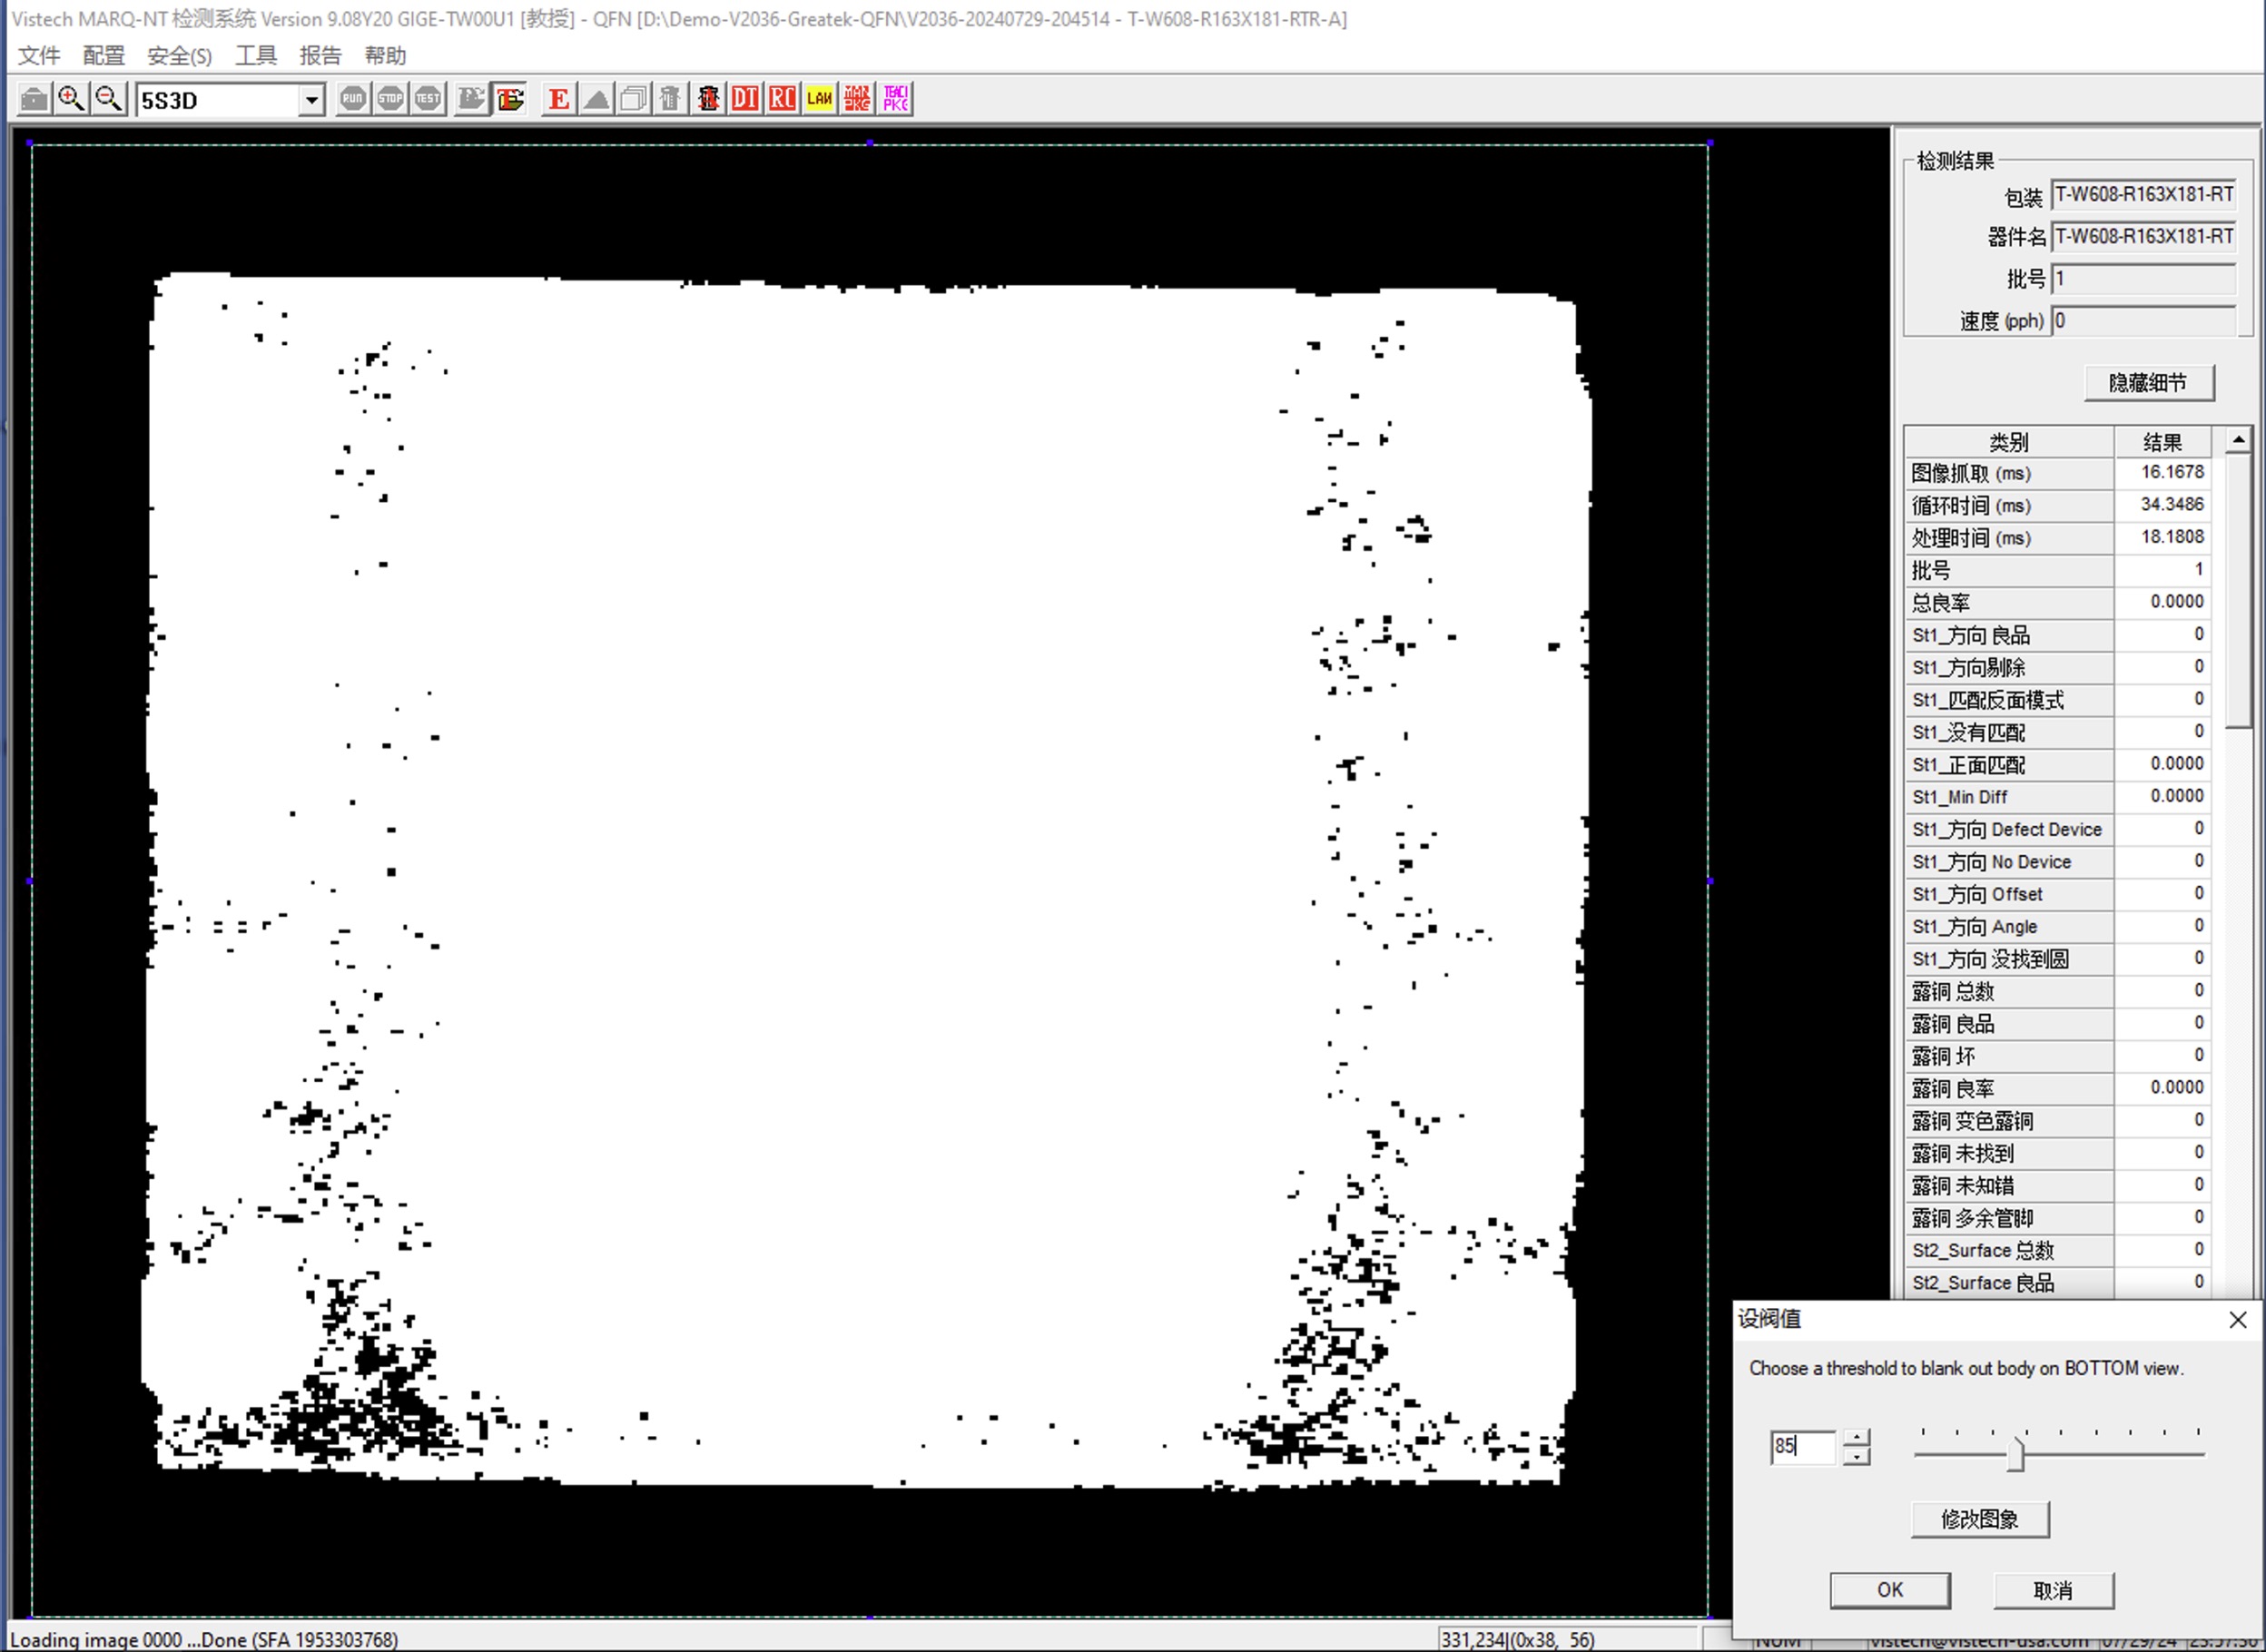 Vistech MARQ-NT 检测系统 Version 9.08Y20 GIGE-TW00U1 [教授] - QFN [D:\Demo-V2036-Greatek-QFN\V2036-20240729-204514 - T-W608-R163X181-RTR-A]
文件 配置 安全(S) 工具 报告 帮助
5S3D RUN STOP TEST E DT RC LAW TEACH PKG
检测结果
包装 T-W608-R163X181-RT
器件名 T-W608-R163X181-RT
批号 1
速度 (pph) 0
隐藏细节
类别 结果
图像抓取 (ms) 16.1678
循环时间 (ms) 34.3486
处理时间 (ms) 18.1808
批号 1
总良率 0.0000
St1_方向 良品 0
St1_方向剔除 0
St1_匹配反面模式 0
St1_没有匹配 0
St1_正面匹配 0.0000
St1_Min Diff 0.0000
St1_方向 Defect Device 0
St1_方向 No Device 0
St1_方向 Offset 0
St1_方向 Angle 0
St1_方向 没找到圆 0
露铜 总数 0
露铜 良品 0
露铜 坏 0
露铜 良率 0.0000
露铜 变色露铜 0
露铜 未找到 0
露铜 未知错 0
露铜 多余管脚 0
St2_Surface 总数 0
St2_Surface 良品 0
设阀值
Choose a threshold to blank out body on BOTTOM view.
85
修改图象
OK 取消
Loading image 0000 ...Done (SFA 1953303768) 331,234|(0x38, 56) NUM vistech@vistech-usa.com 07/29/24